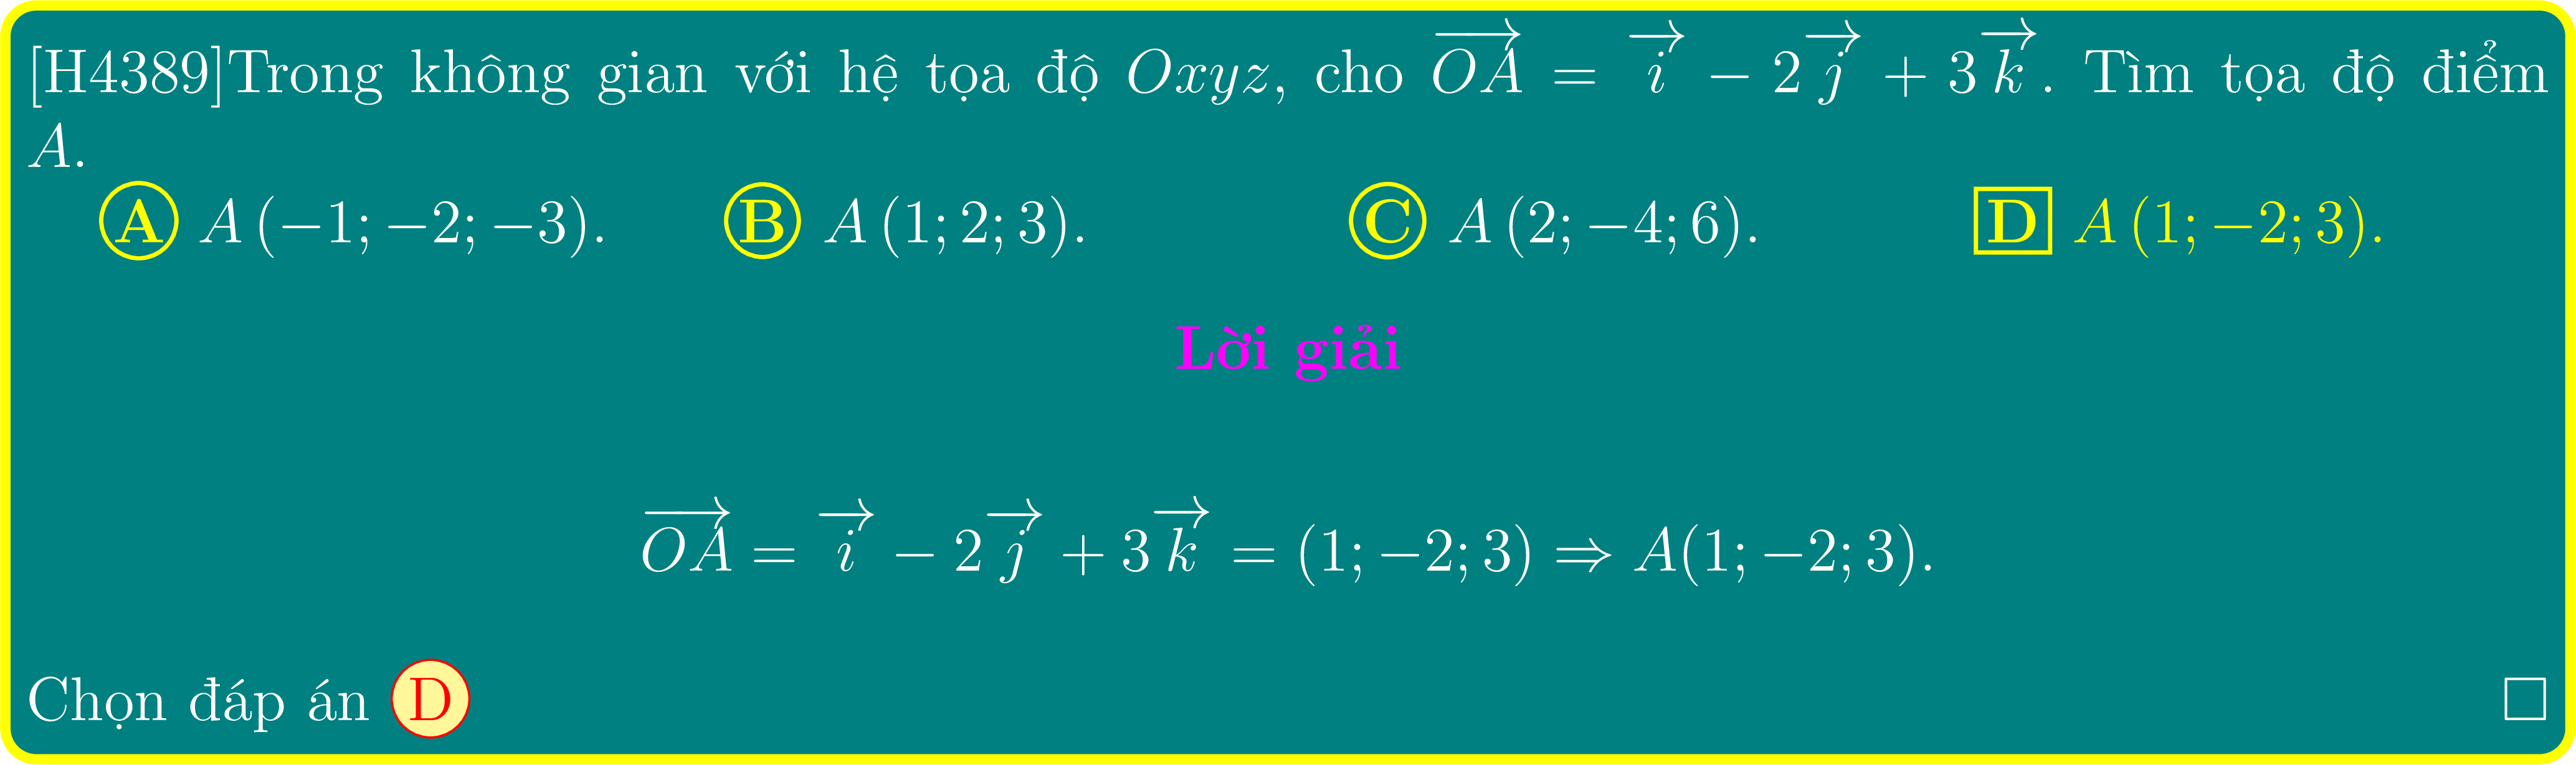 [H4389]Trong không gian với hệ tọa độ $Oxyz$, cho $\overrightarrow{OA} = \overrightarrow{i} - 2\overrightarrow{j} + 3\overrightarrow{k}$. Tìm tọa độ điểm
$A$.
A $A(-1; -2; -3)$. B $A(1; 2; 3)$. C $A(2; -4; 6)$. D $A(1; -2; 3)$.
Lời giải
$\overrightarrow{OA} = \overrightarrow{i} - 2\overrightarrow{j} + 3\overrightarrow{k} = (1; -2; 3) \Rightarrow A(1; -2; 3).$
Chọn đáp án D □